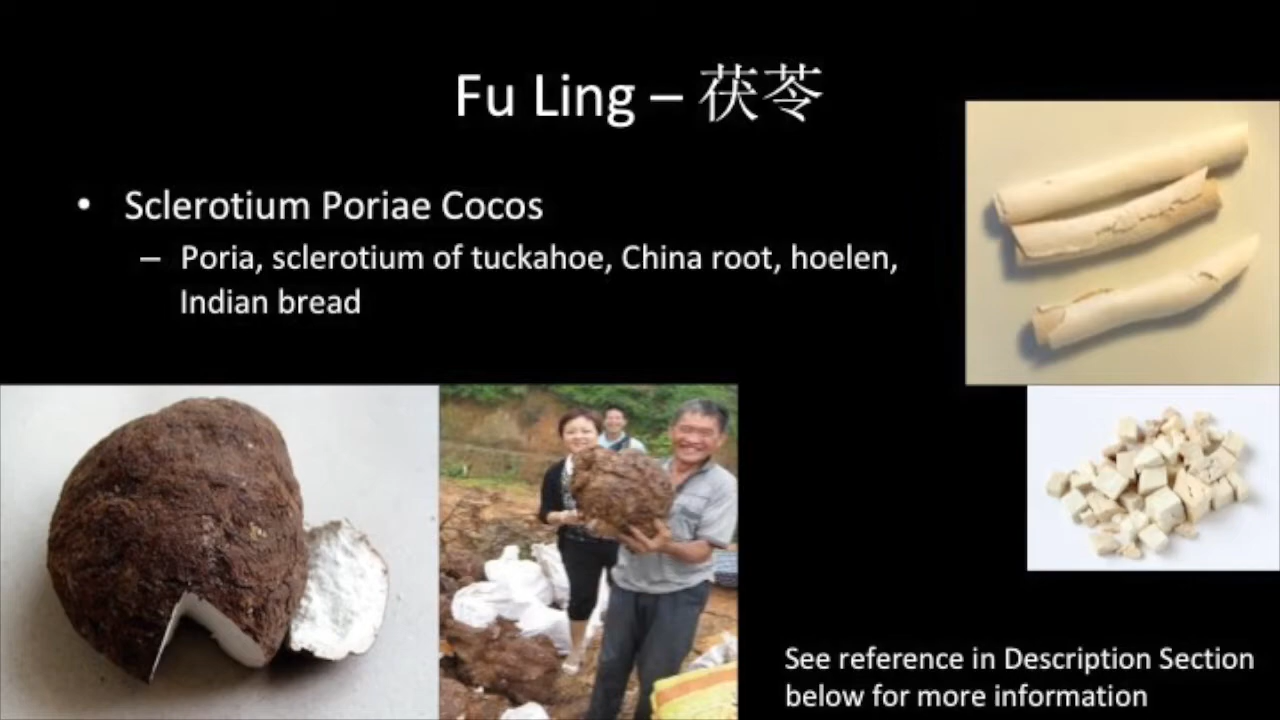 Fu Ling – 茯苓
• Sclerotium Poriae Cocos
– Poria, sclerotium of tuckahoe, China root, hoelen,
Indian bread
See reference in Description Section
below for more information